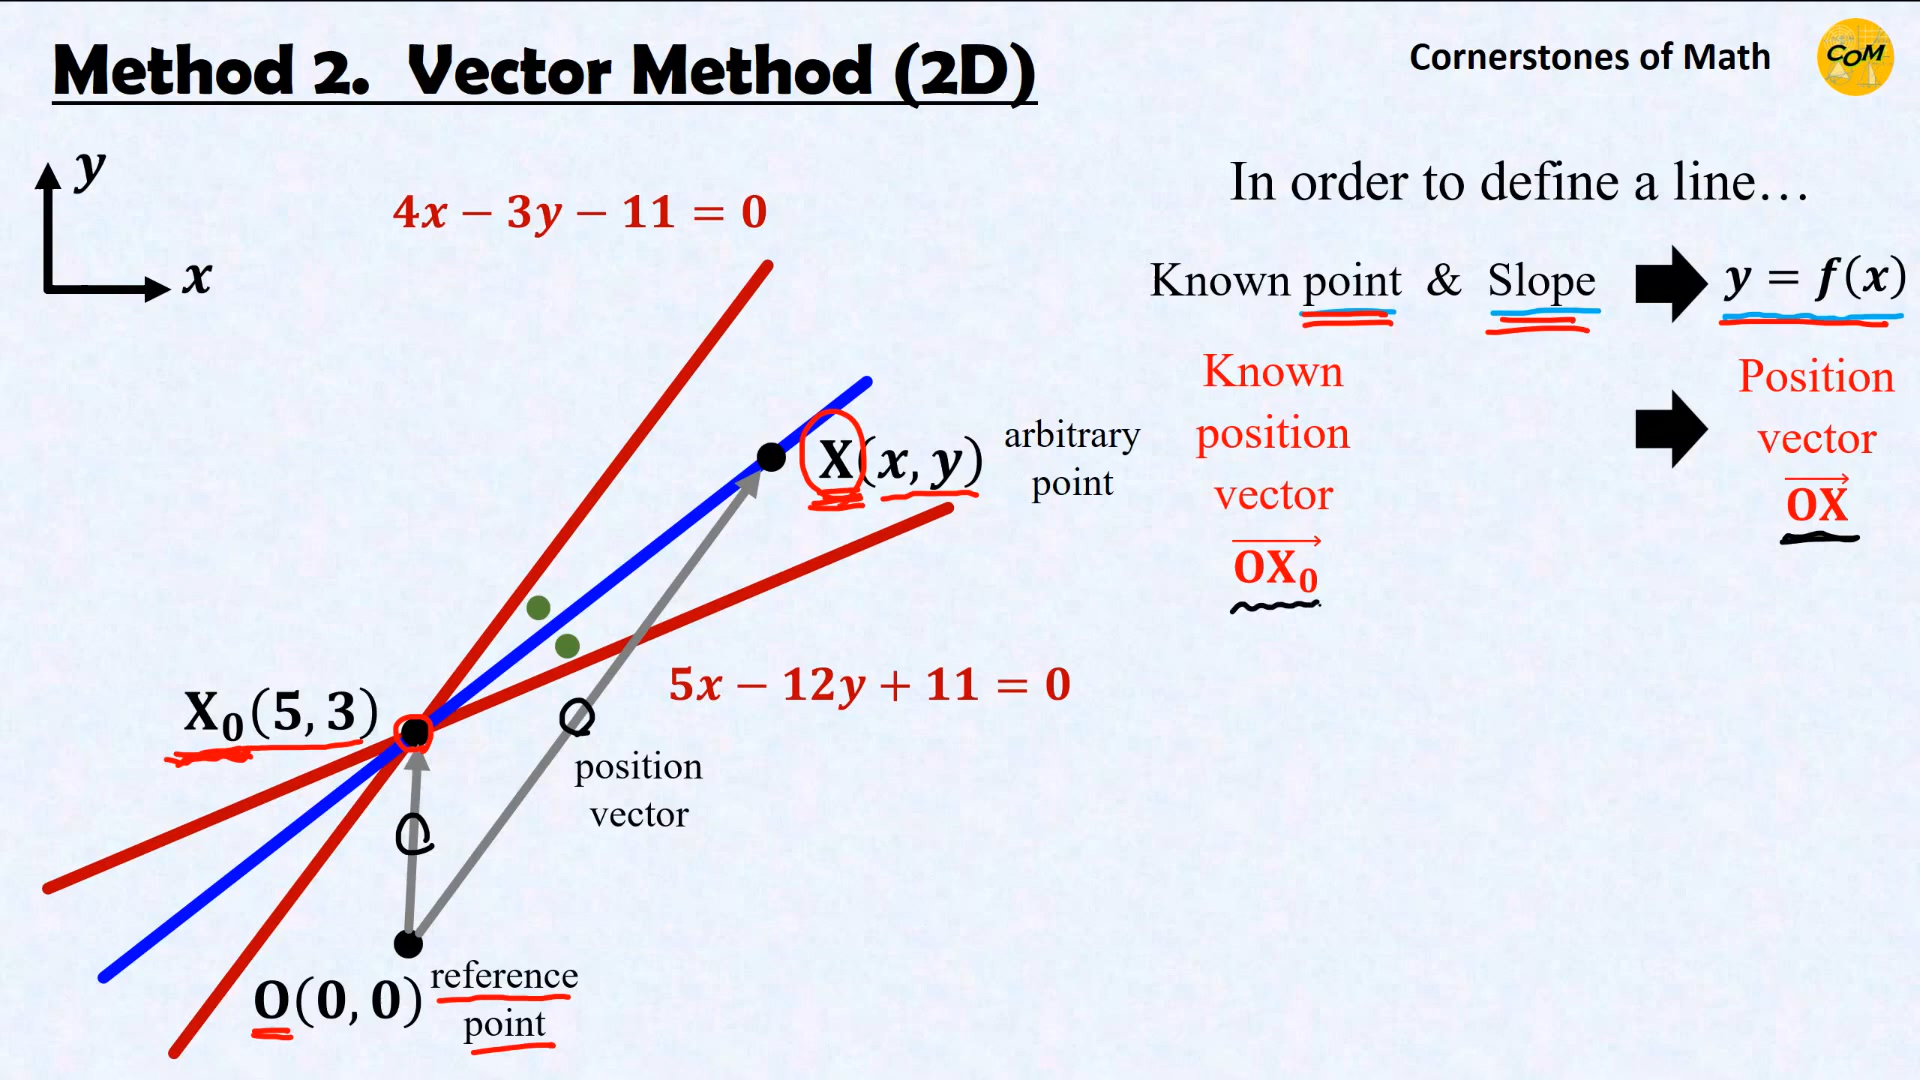 Method 2. Vector Method (2D)
Cornerstones of Math
COM
y
x
4x − 3y − 11 = 0
In order to define a line…
Known point & Slope
y = f(x)
Known
position
vector
OX₀
Position
vector
OX
X(x, y)
arbitrary
point
5x − 12y + 11 = 0
X₀(5, 3)
position
vector
O(0, 0)
reference
point